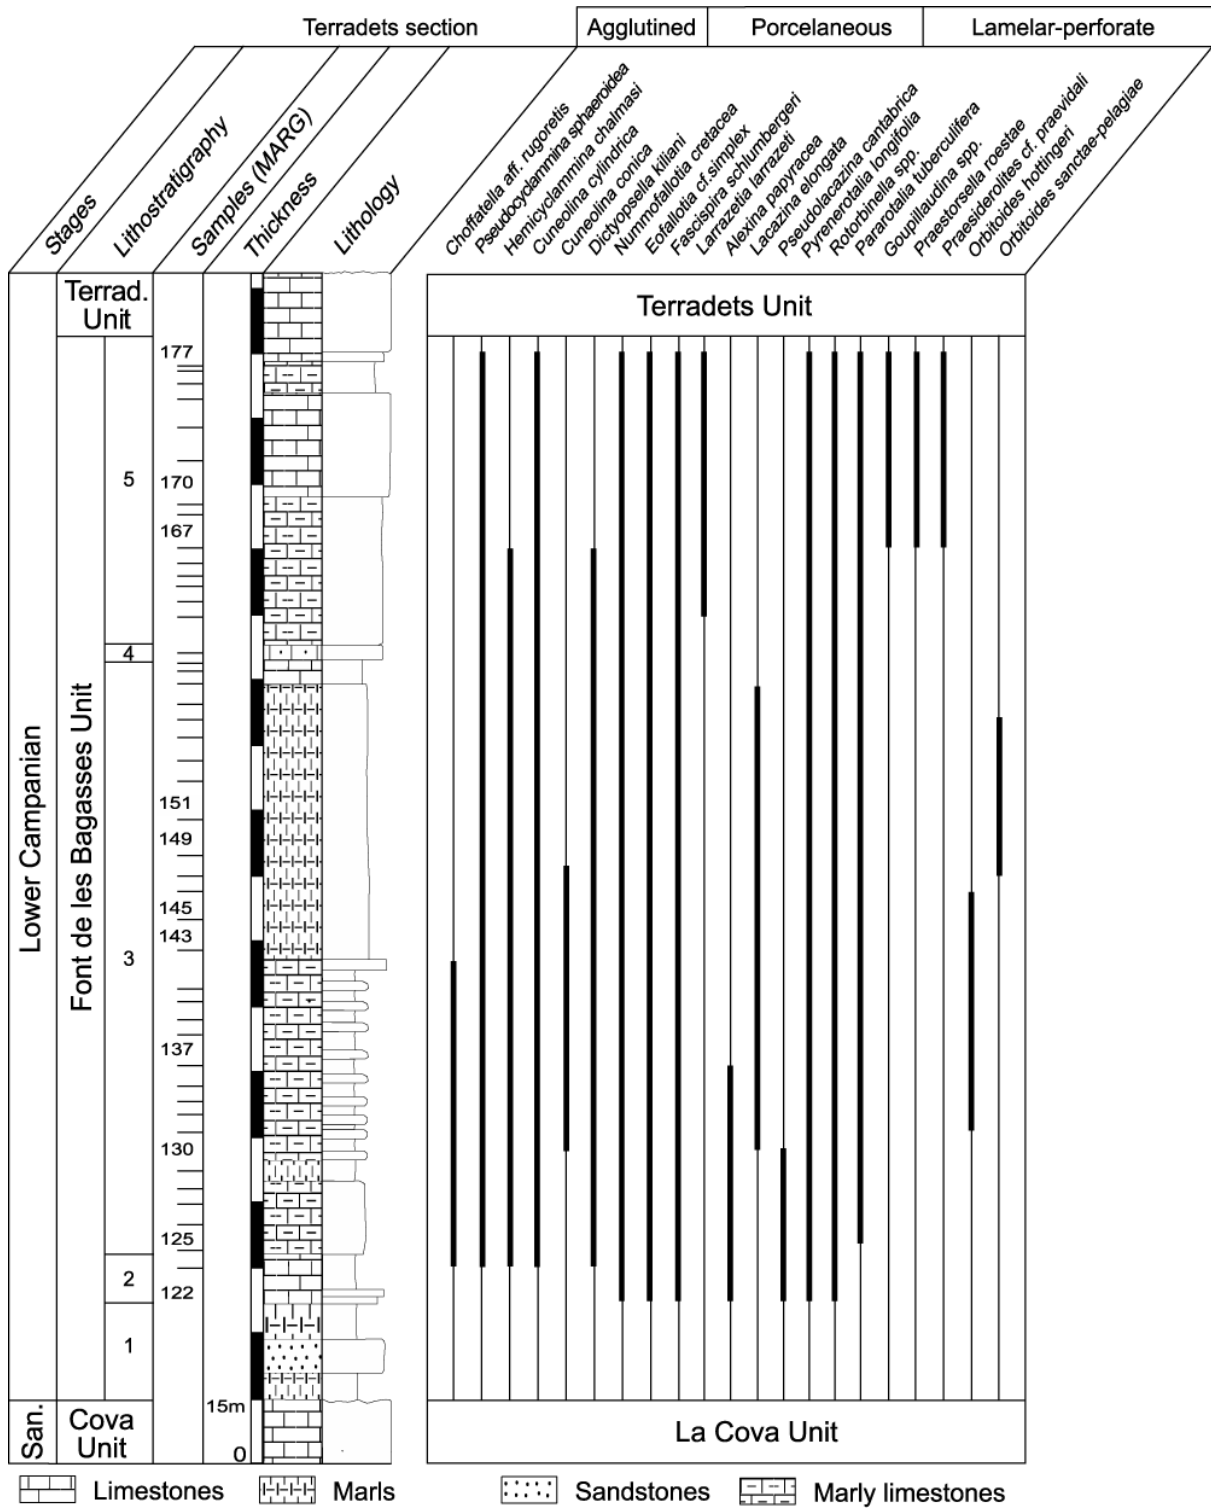 Terradets section
Agglutined
Porcelaneous
Lamelar-perforate
Stages
Lithostratigraphy
Samples (MARG)
Thickness
Lithology
Choffatella aff. rugoretis
Pseudocyclammina sphaeroidea
Hemicyclammina chalmasi
Cuneolina cylindrica
Cuneolina conica
Dictyopsella kiliani
Nummofallotia cretacea
Eofallotia cf.simplex
Fascispira schlumbergeri
Larrazetia larrazeti
Alexina papyracea
Lacazina elongata
Pseudolacazina cantabrica
Pyrenerotalia longifolia
Rotorbinella spp.
Pararotalia tuberculifera
Goupillaudina spp.
Praestorrsella roestae
Praesiderolites cf. praevidali
Orbitoides hottingeri
Orbitoides sanctae-pelagiae
Terrad.
Unit
Terradets Unit
177
5
170
167
4
Lower Campanian
Font de les Bagasses Unit
151
149
145
143
3
137
130
125
2
122
1
15m
San.
Cova
Unit
0
La Cova Unit
Limestones
Marls
Sandstones
Marly limestones